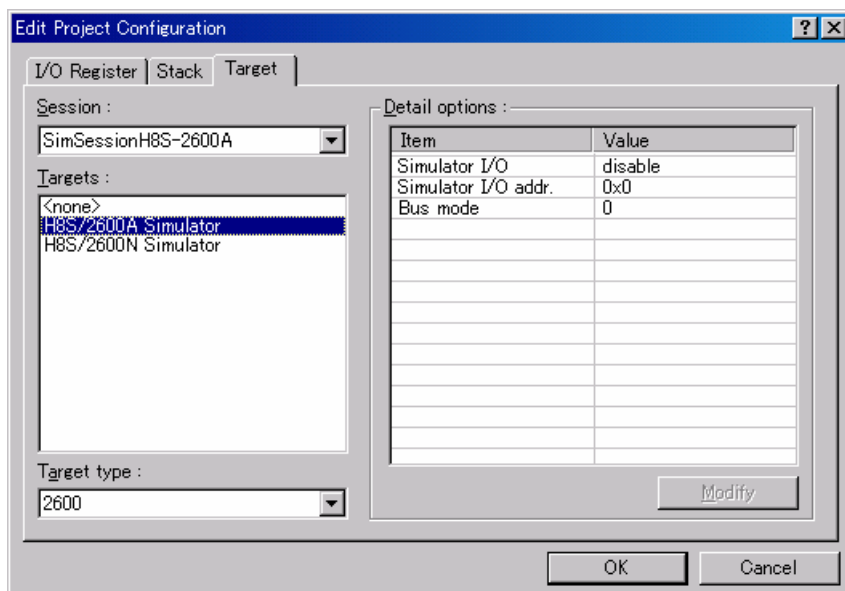 Edit Project Configuration
I/O Register Stack Target
Session :
SimSessionH8S-2600A
Targets :
<none>
H8S/2600A Simulator
H8S/2600N Simulator
Target type :
2600
Detail options :
Item Value
Simulator I/O disable
Simulator I/O addr. 0x0
Bus mode 0
Modify
OK Cancel